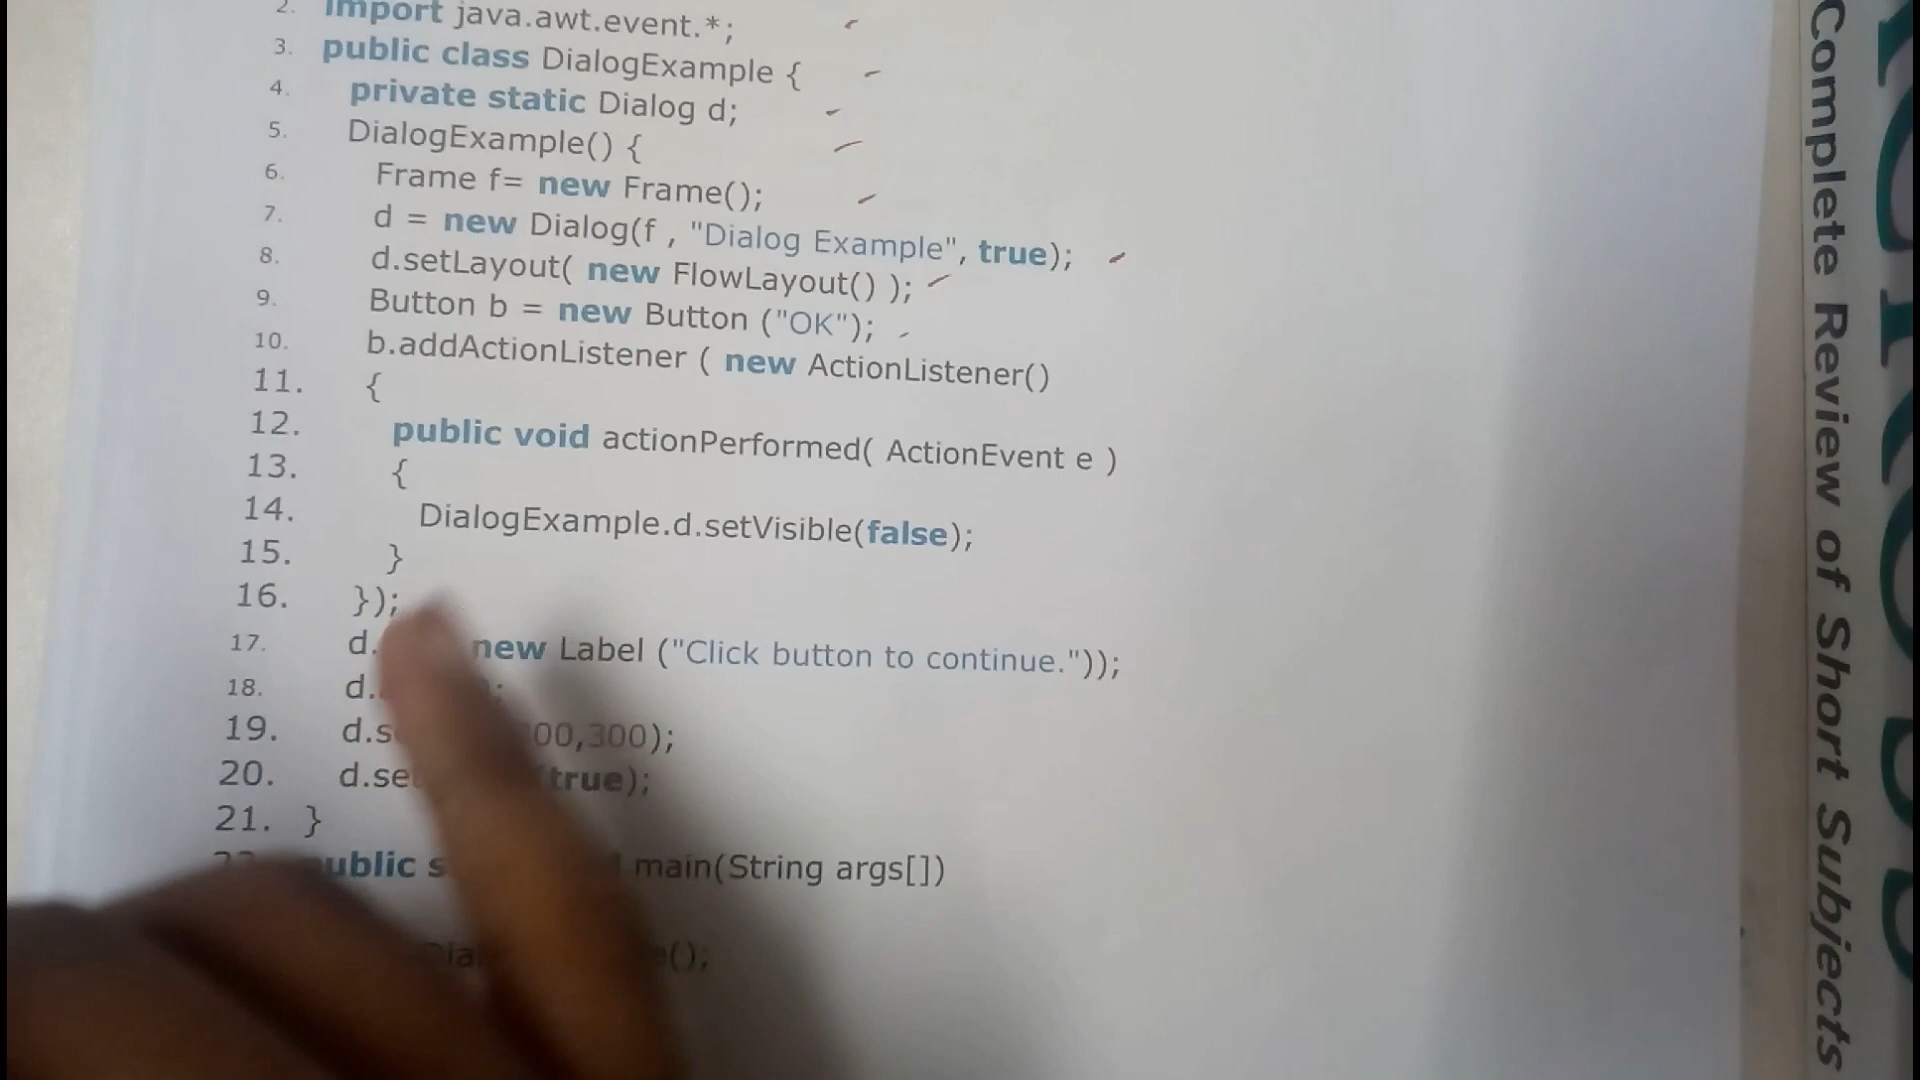 2. import java.awt.event.*;
3. public class DialogExample {
4. private static Dialog d;
5. DialogExample() {
6. Frame f= new Frame();
7. d = new Dialog(f , "Dialog Example", true);
8. d.setLayout( new FlowLayout() );
9. Button b = new Button ("OK");
10. b.addActionListener ( new ActionListener()
11. {
12. public void actionPerformed( ActionEvent e )
13. {
14. DialogExample.d.setVisible(false);
15. }
16. });
17. d. new Label ("Click button to continue."));
18. d.
19. d.s 00,300);
20. d.se (true);
21. }
public main(String args[])
();
Complete Review of Short Subjects